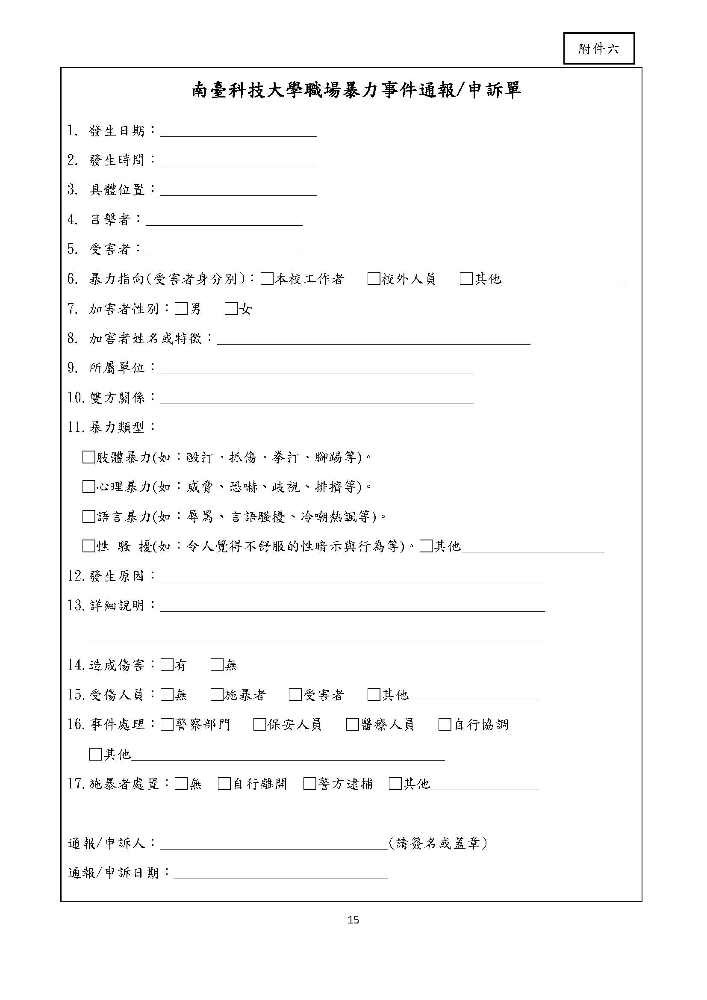 附件六
南臺科技大學職場暴力事件通報/申訴單
1. 發生日期：
2. 發生時間：
3. 具體位置：
4. 目擊者：
5. 受害者：
6. 暴力指向(受害者身分別)：□本校工作者 □校外人員 □其他
7. 加害者性別：□男 □女
8. 加害者姓名或特徵：
9. 所屬單位：
10.雙方關係：
11.暴力類型：
□肢體暴力(如：毆打、抓傷、拳打、腳踢等)。
□心理暴力(如：威脅、恐嚇、歧視、排擠等)。
□語言暴力(如：辱罵、言語騷擾、冷嘲熱諷等)。
□性 騷 擾(如：令人覺得不舒服的性暗示與行為等)。□其他
12.發生原因：
13.詳細說明：
14.造成傷害：□有 □無
15.受傷人員：□無 □施暴者 □受害者 □其他
16.事件處理：□警察部門 □保安人員 □醫療人員 □自行協調
□其他
17.施暴者處置：□無 □自行離開 □警方逮捕 □其他
通報/申訴人：(請簽名或蓋章)
通報/申訴日期：
15